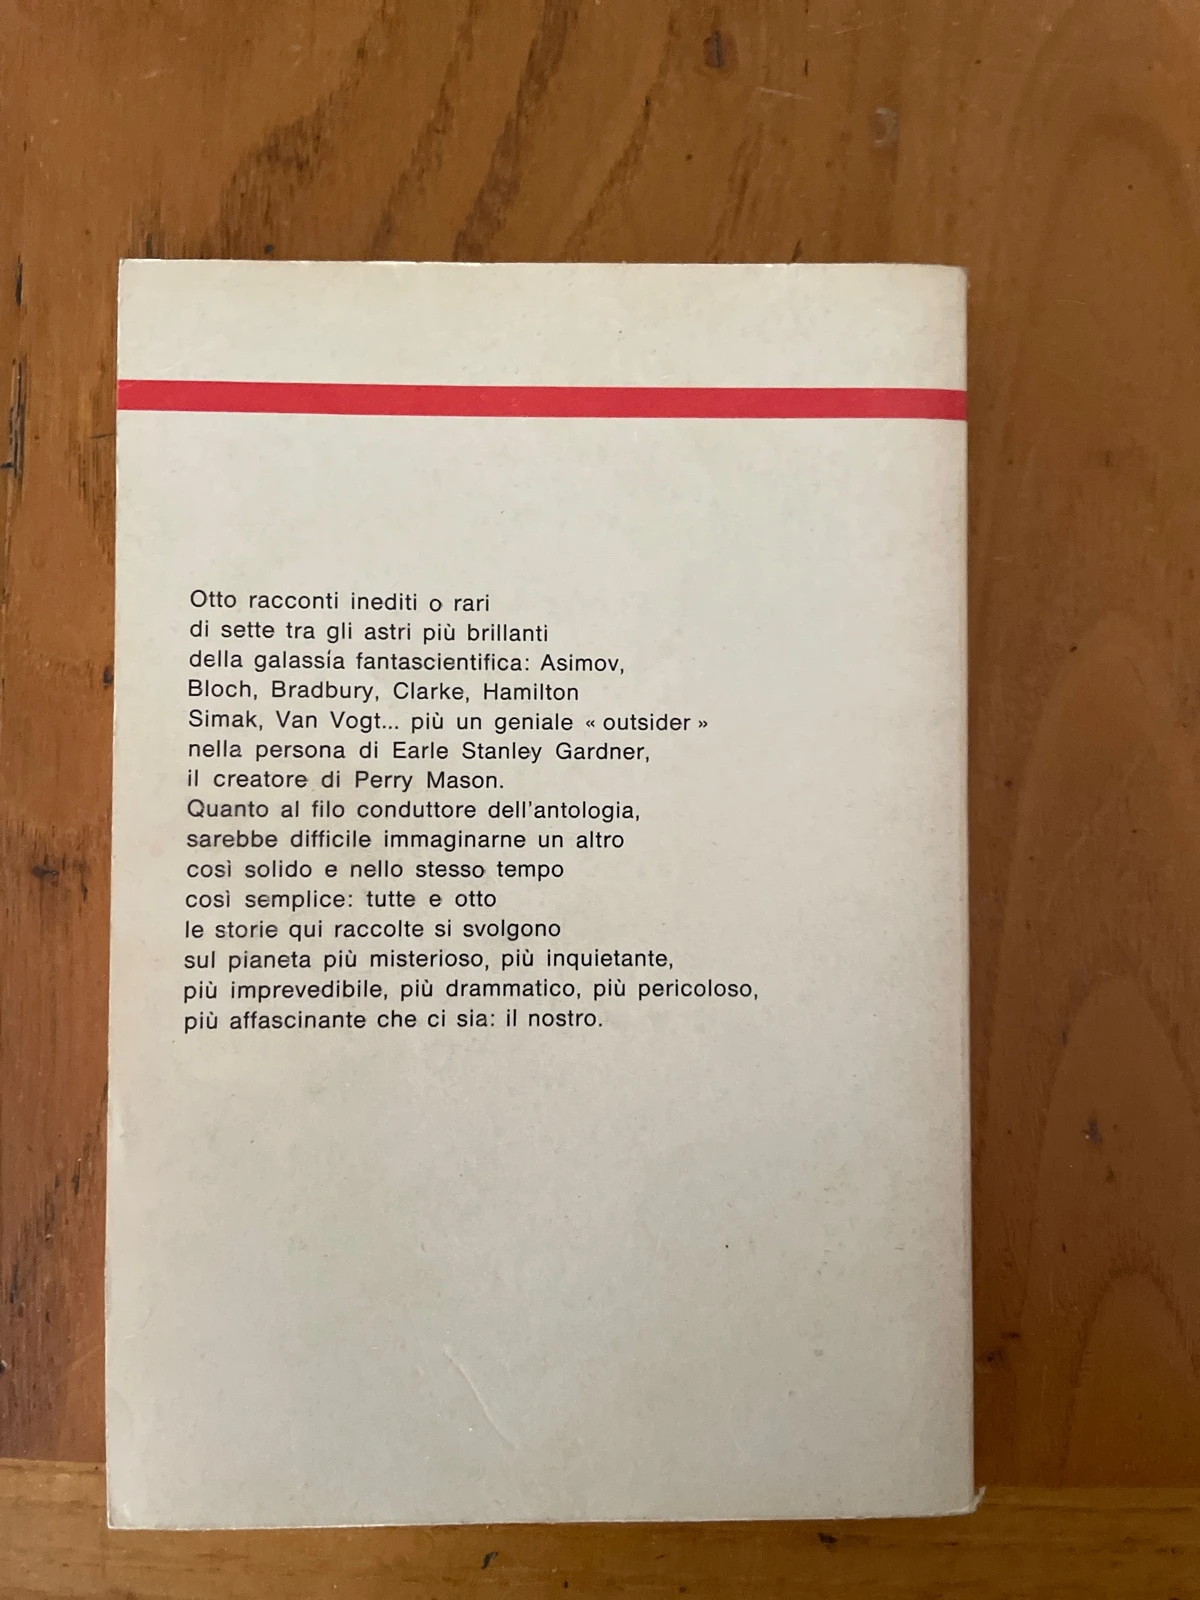 Otto racconti inediti o rari
di sette tra gli astri più brillanti
della galassia fantascientifica: Asimov,
Bloch, Bradbury, Clarke, Hamilton
Simak, Van Vogt... più un geniale « outsider »
nella persona di Earle Stanley Gardner,
il creatore di Perry Mason.
Quanto al filo conduttore dell'antologia,
sarebbe difficile immaginarne un altro
così solido e nello stesso tempo
così semplice: tutte e otto
le storie qui raccolte si svolgono
sul pianeta più misterioso, più inquietante,
più imprevedibile, più drammatico, più pericoloso,
più affascinante che ci sia: il nostro.